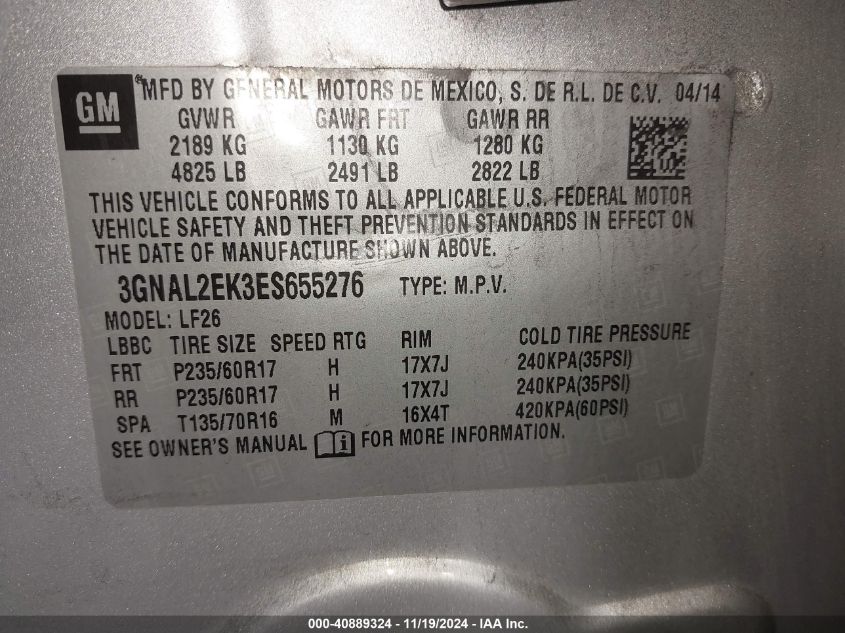 GM
® MFD BY GENERAL MOTORS DE MEXICO, S. DE R.L. DE C.V. 04/14
GVWR GAWR FRT GAWR RR
2189 KG 1130 KG 1280 KG
4825 LB 2491 LB 2822 LB
THIS VEHICLE CONFORMS TO ALL APPLICABLE U.S. FEDERAL MOTOR
VEHICLE SAFETY AND THEFT PREVENTION STANDARDS IN EFFECT ON
THE DATE OF MANUFACTURE SHOWN ABOVE.
3GNAL2EK3ES655276 TYPE: M.P.V.
MODEL: LF26
LBBC TIRE SIZE SPEED RTG RIM COLD TIRE PRESSURE
FRT P235/60R17 H 17X7J 240KPA(35PSI)
RR P235/60R17 H 17X7J 240KPA(35PSI)
SPA T135/70R16 M 16X4T 420KPA(60PSI)
SEE OWNER'S MANUAL i FOR MORE INFORMATION.
000-40889324 - 11/19/2024 - IAA Inc.